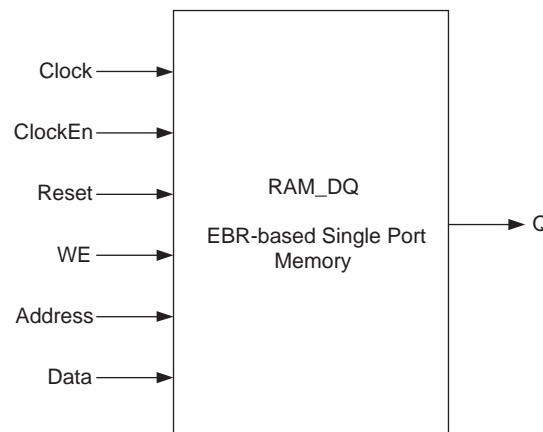 Clock
ClockEn
Reset
WE
Address
Data
RAM_DQ
EBR-based Single Port
Memory
Q